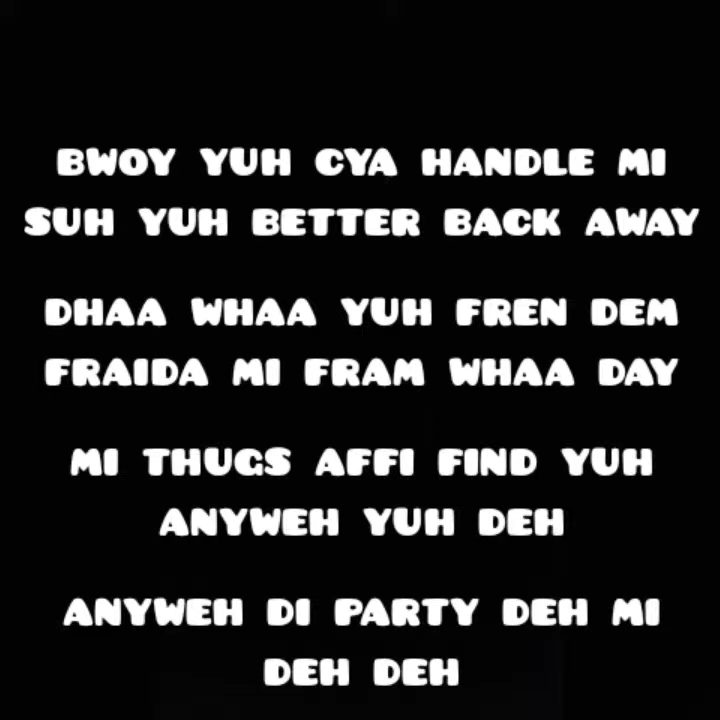 BWOY YUH CYA HANDLE MI
SUH YUH BETTER BACK AWAY
DHAA WHAA YUH FREN DEM
FRAIDA MI FRAM WHAA DAY
MI THUGS AFFI FIND YUH
ANYWEH YUH DEH
ANYWEH DI PARTY DEH MI
DEH DEH